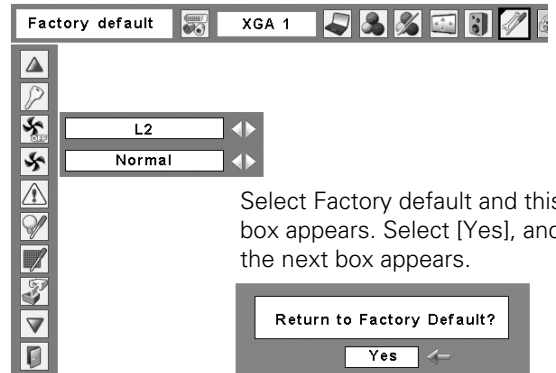 Factory default XGA 1
OFF
L2
Normal
Select Factory default and this
box appears. Select [Yes], and
the next box appears.
Return to Factory Default?
Yes